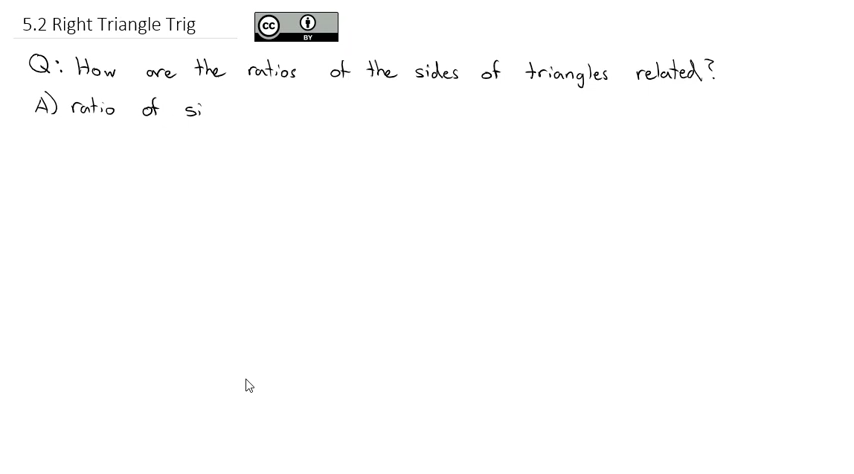 5.2 Right Triangle Trig
cc BY
Q: How are the ratios of the sides of triangles related?
A) ratio of si